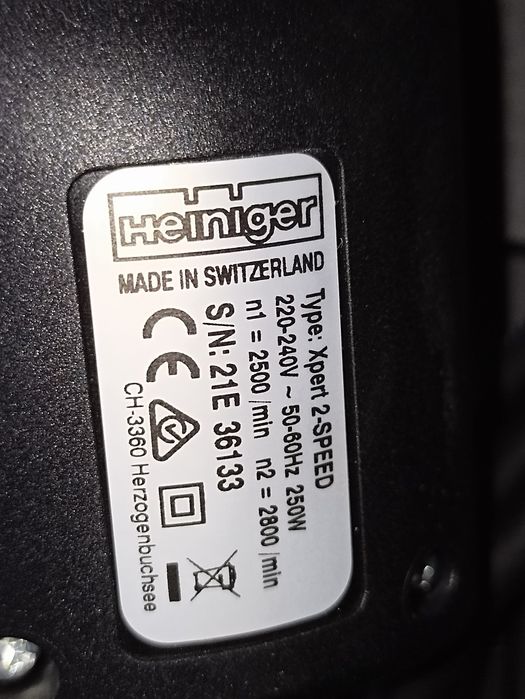 Heiniger
MADE IN SWITZERLAND
Type: Xpert 2-SPEED
220-240V ~ 50-60Hz 250W
n1 = 2500 /min n2 = 2800 /min
S/N: 21E 36133
CE
CH-3360 Herzogenbuchsee